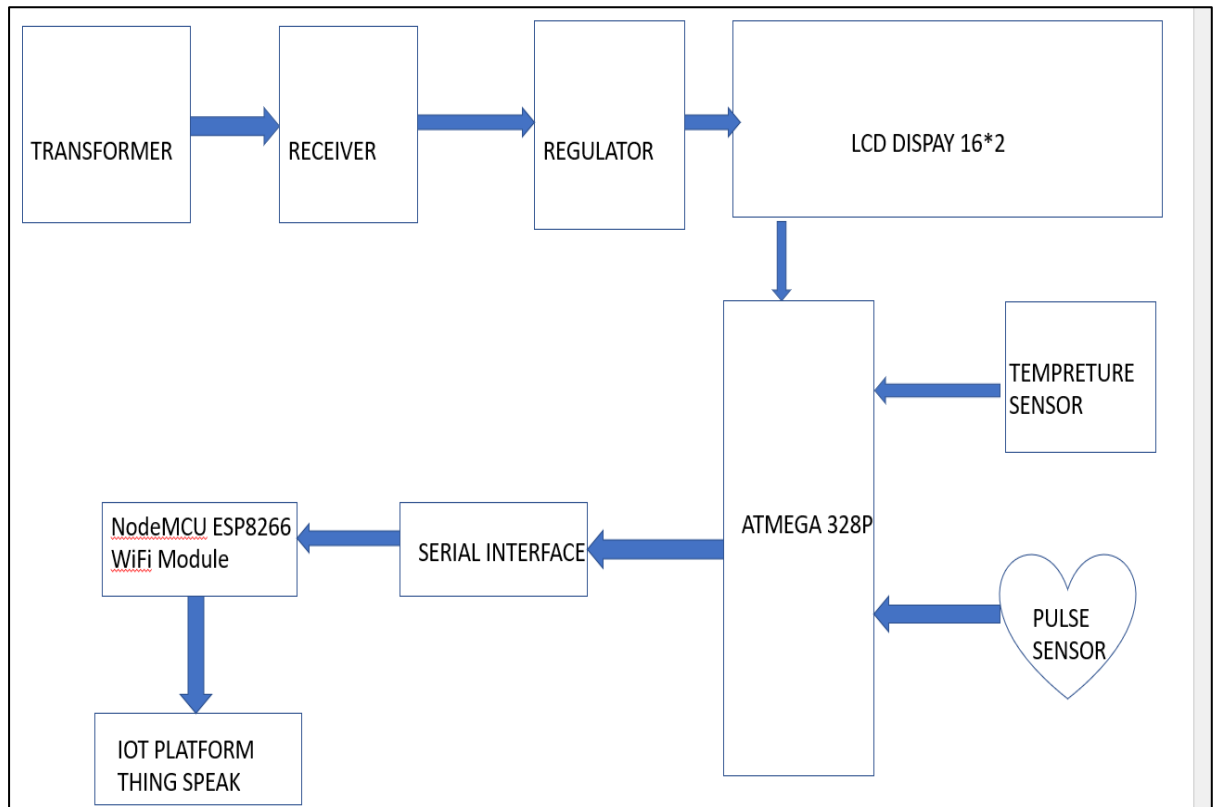 TRANSFORMER
RECEIVER
REGULATOR
LCD DISPAY 16*2
TEMPRETURE
SENSOR
ATMEGA 328P
NodeMCU ESP8266
WiFi Module
SERIAL INTERFACE
PULSE
SENSOR
IOT PLATFORM
THING SPEAK